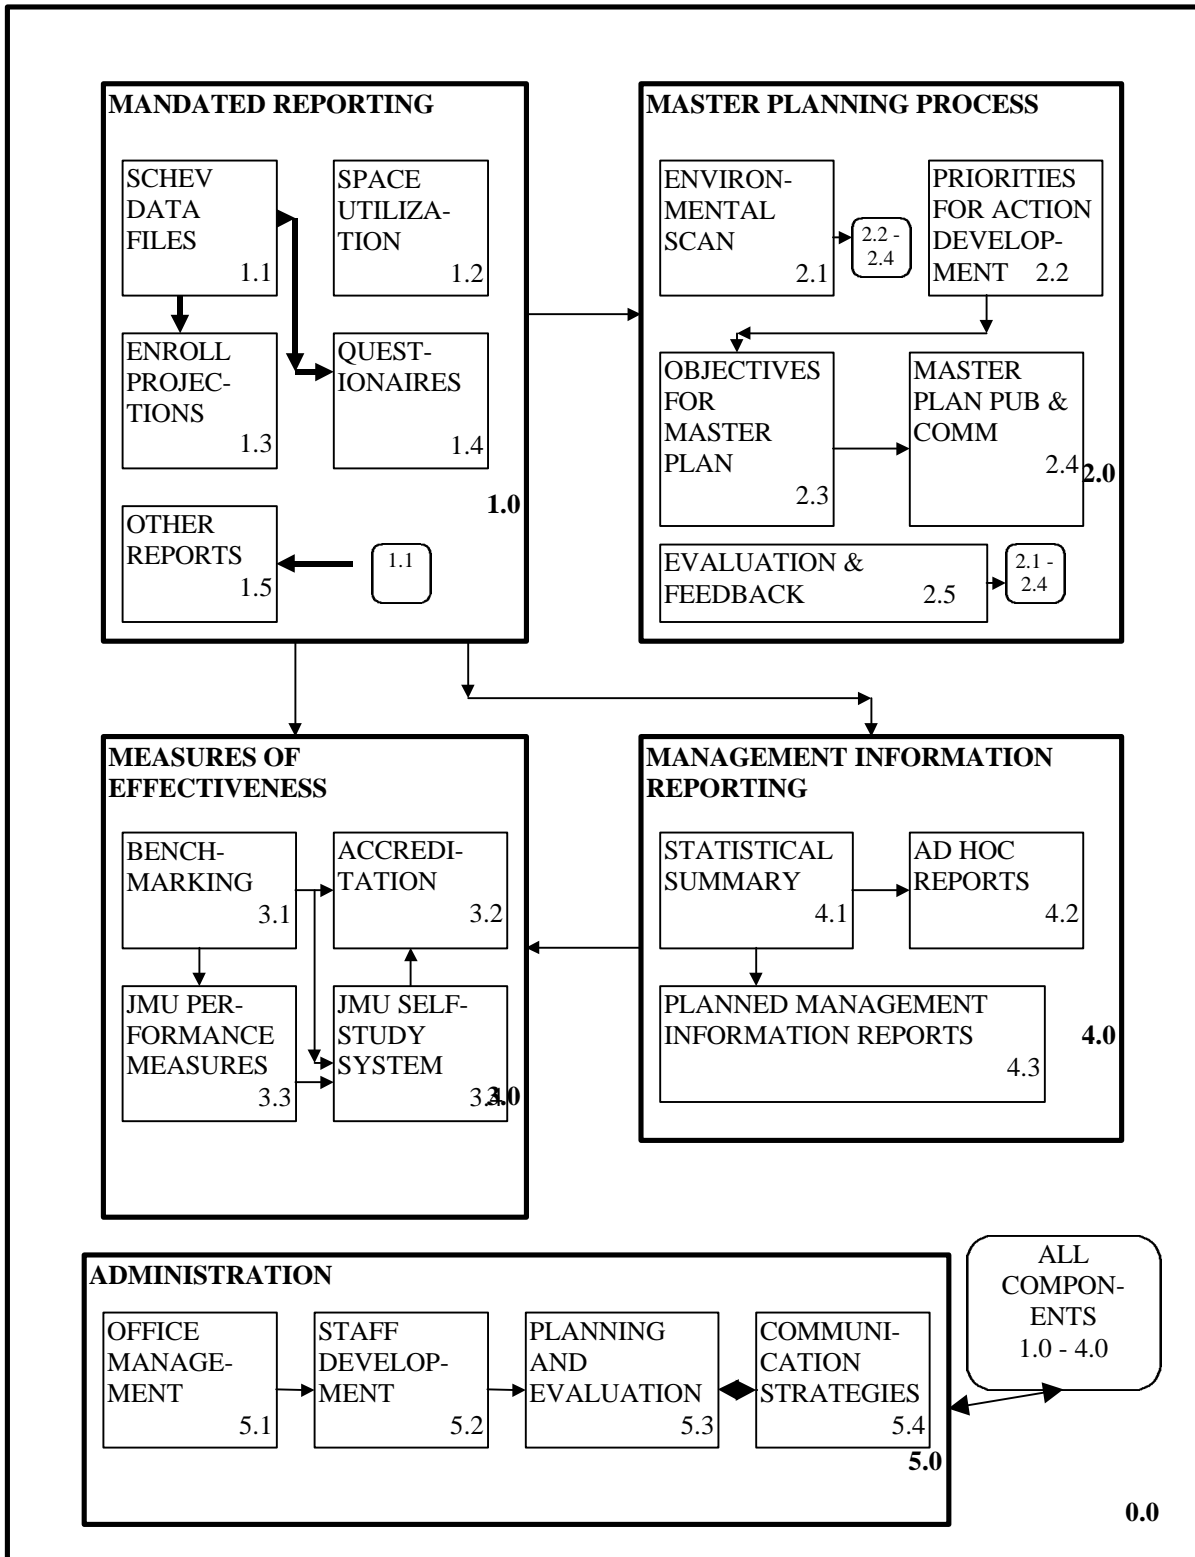 MANDATED REPORTING
SCHEV
DATA
FILES
1.1
SPACE
UTILIZA-
TION
1.2
ENROLL
PROJEC-
TIONS
1.3
QUEST-
IONAIRES
1.4
1.0
OTHER
REPORTS
1.5
1.1
MASTER PLANNING PROCESS
ENVIRON-
MENTAL
SCAN
2.1
2.2 -
2.4
PRIORITIES
FOR ACTION
DEVELOP-
MENT 2.2
OBJECTIVES
FOR
MASTER
PLAN
2.3
MASTER
PLAN PUB &
COMM
2.4
2.0
EVALUATION &
FEEDBACK 2.5
2.1 -
2.4
MEASURES OF
EFFECTIVENESS
BENCH-
MARKING
3.1
ACCREDI-
TATION
3.2
JMU PER-
FORMANCE
MEASURES
3.3
JMU SELF-
STUDY
SYSTEM
3.4
3.0
MANAGEMENT INFORMATION
REPORTING
STATISTICAL
SUMMARY
4.1
AD HOC
REPORTS
4.2
PLANNED MANAGEMENT
INFORMATION REPORTS
4.3
4.0
ADMINISTRATION
OFFICE
MANAGE-
MENT
5.1
STAFF
DEVELOP-
MENT
5.2
PLANNING
AND
EVALUATION
5.3
COMMUNI-
CATION
STRATEGIES
5.4
5.0
ALL
COMPON-
ENTS
1.0 - 4.0
0.0